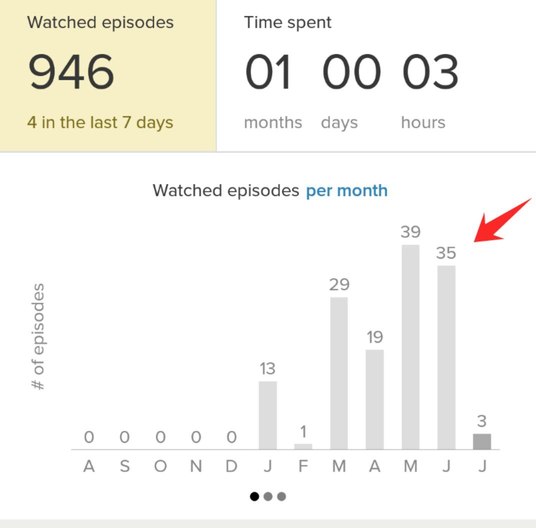 Watched episodes
946
4 in the last 7 days
Time spent
01 00 03
months days hours
Watched episodes per month
# of episodes
0 0 0 0 0 13 1 29 19 39 35 3
A S O N D J F M A M J J